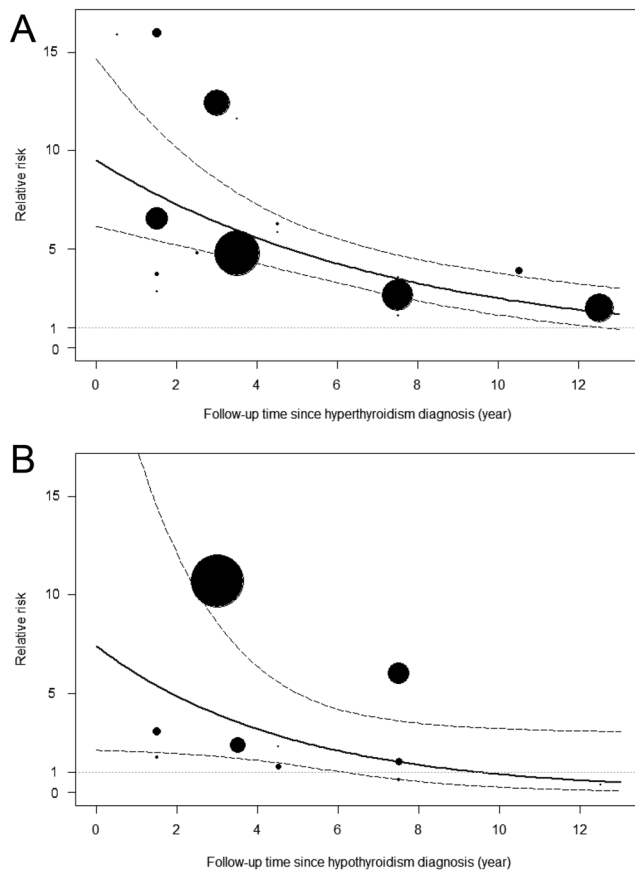 A
15
10
5
1
0
Relative risk
0 2 4 6 8 10 12
Follow-up time since hyperthyroidism diagnosis (year)
B
15
10
5
1
0
Relative risk
0 2 4 6 8 10 12
Follow-up time since hypothyroidism diagnosis (year)